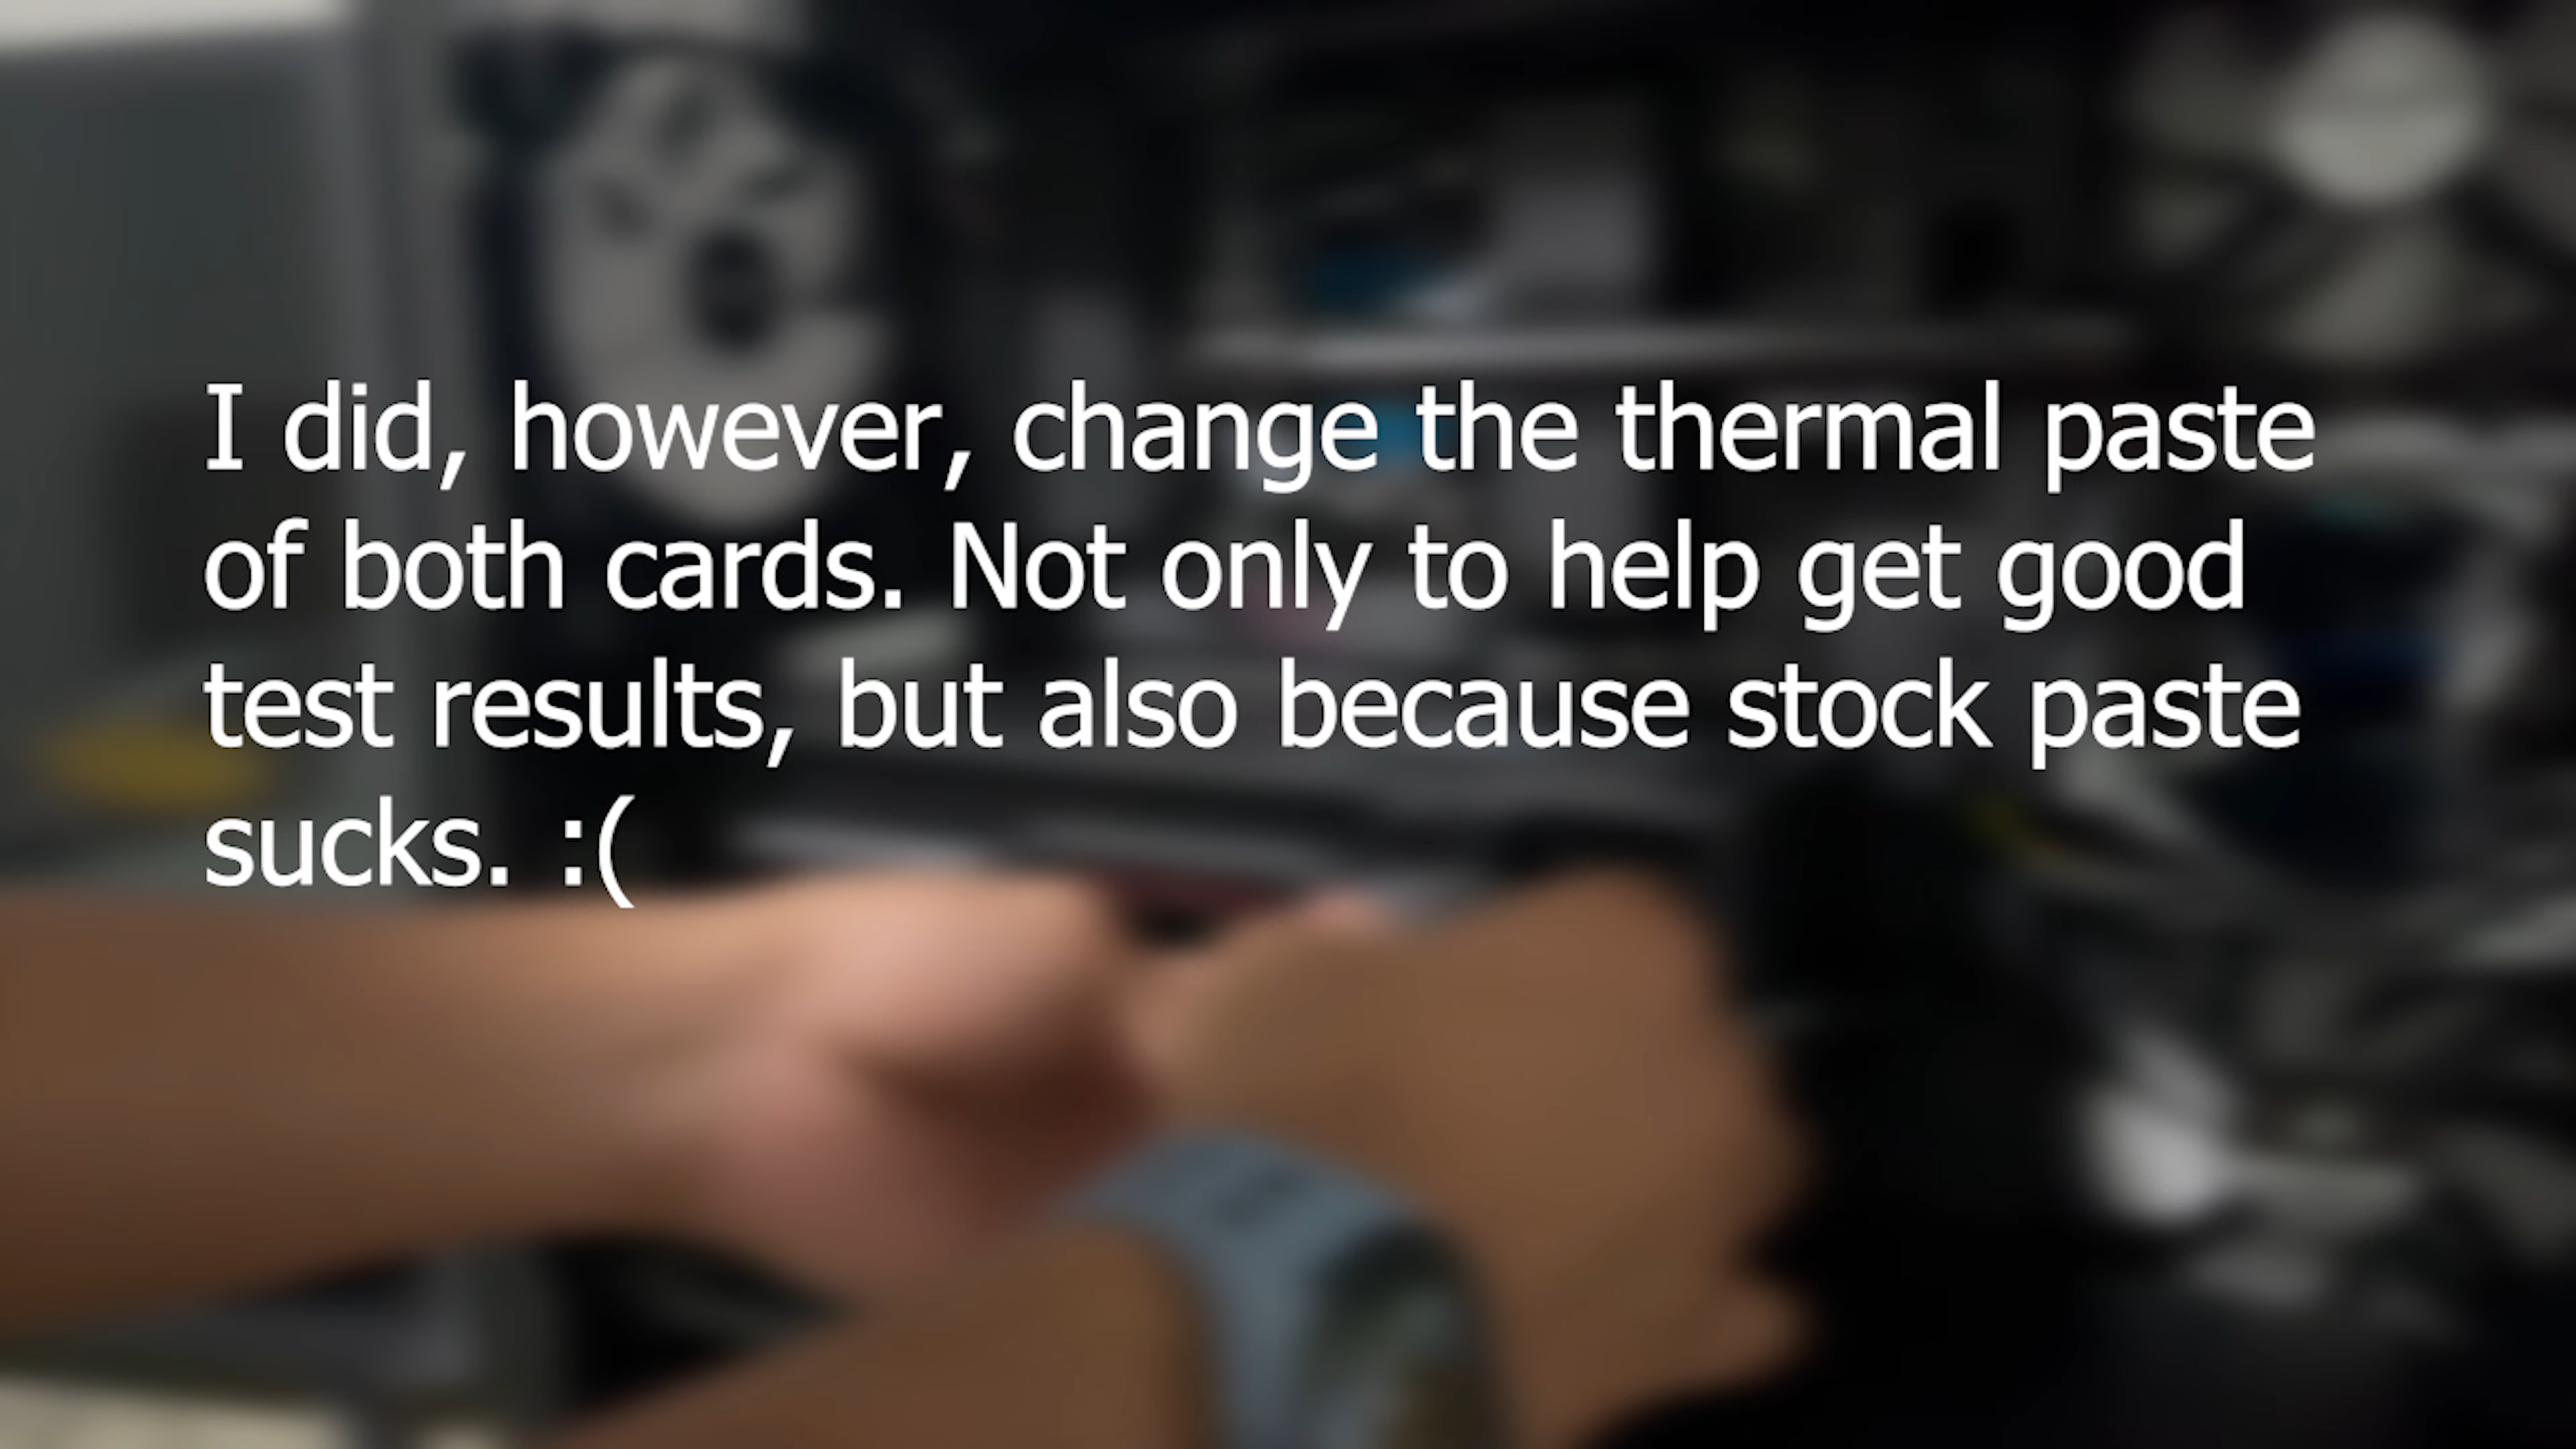 I did, however, change the thermal paste
of both cards. Not only to help get good
test results, but also because stock paste
sucks. :(